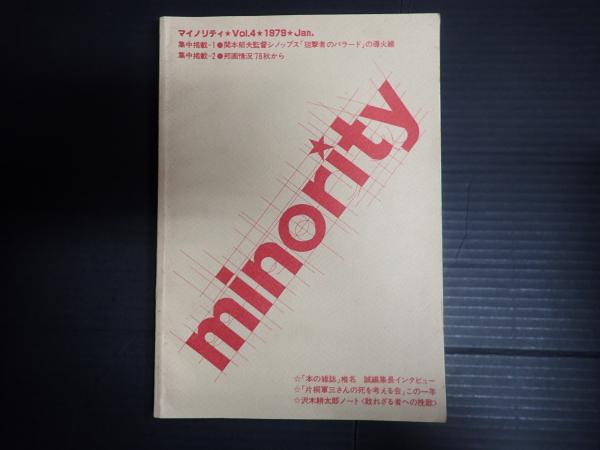 マイノリティ★Vol.4★1979★Jan.
集中掲載-1●関本郁夫監督シノップス「狙撃者のバラード」の導火線
集中掲載-2●邦画情況'78秋から
minority
☆「本の雑誌」椎名 誠編集長インタビュー
☆「片桐軍三さんの死を考える会」この一年
☆沢木耕太郎ノート〈敗れざる者への挽歌〉